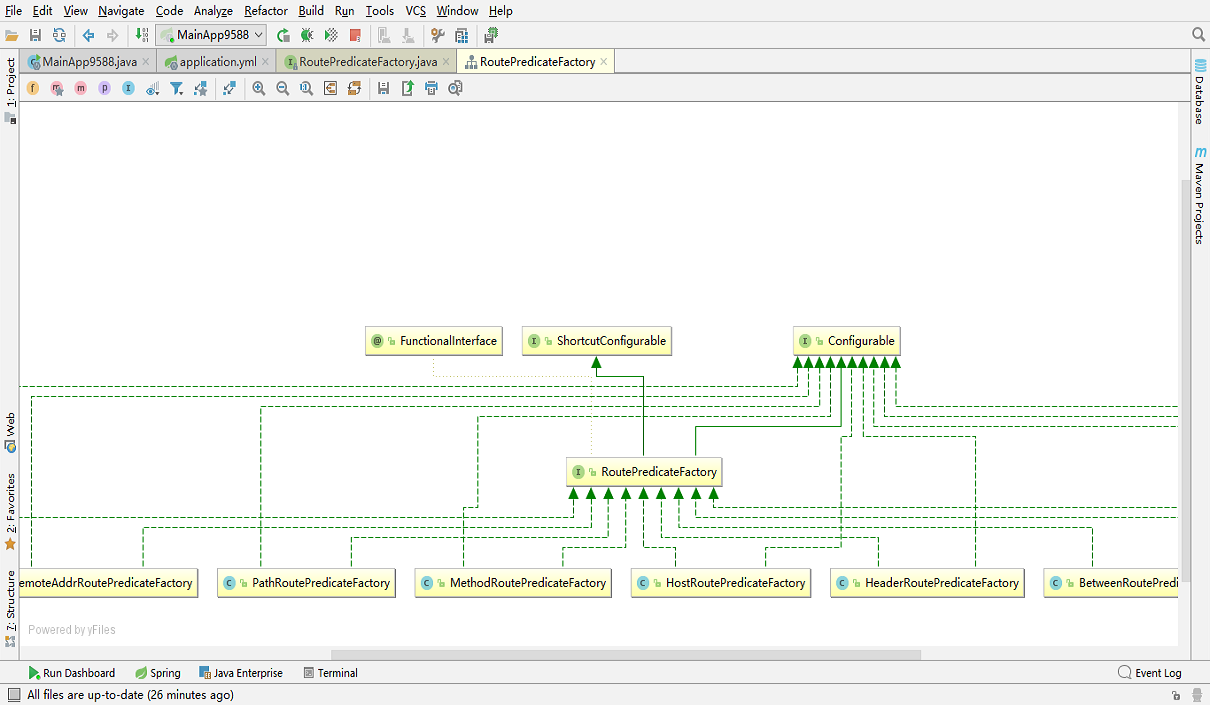 File Edit View Navigate Code Analyze Refactor Build Run Tools VCS Window Help
MainApp9588
MainApp9588.java application.yml RoutePredicateFactory.java RoutePredicateFactory
1: Project
Database
Maven Projects
FunctionalInterface ShortcutConfigurable Configurable
RoutePredicateFactory
emoteAddrRoutePredicateFactory PathRoutePredicateFactory MethodRoutePredicateFactory HostRoutePredicateFactory HeaderRoutePredicateFactory BetweenRoutePredi
Web
2: Favorites
7: Structure
Powered by yFiles
Run Dashboard Spring Java Enterprise Terminal Event Log
All files are up-to-date (26 minutes ago)